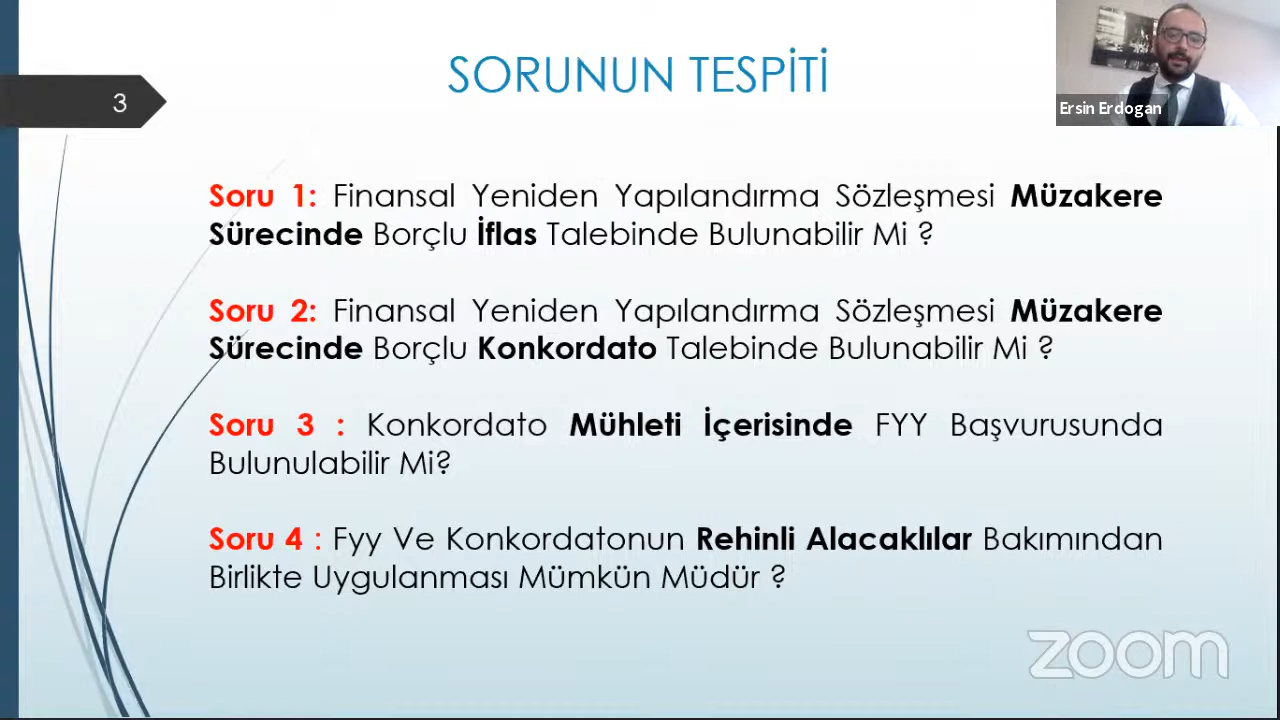 SORUNUN TESPİTİ
3
Ersin Erdogan
Soru 1: Finansal Yeniden Yapılandırma Sözleşmesi Müzakere
Sürecinde Borçlu İflas Talebinde Bulunabilir Mi ?
Soru 2: Finansal Yeniden Yapılandırma Sözleşmesi Müzakere
Sürecinde Borçlu Konkordato Talebinde Bulunabilir Mi ?
Soru 3 : Konkordato Mühleti İçerisinde FYY Başvurusunda
Bulunulabilir Mi?
Soru 4 : Fyy Ve Konkordatonun Rehinli Alacaklılar Bakımından
Birlikte Uygulanması Mümkün Müdür ?
zoom